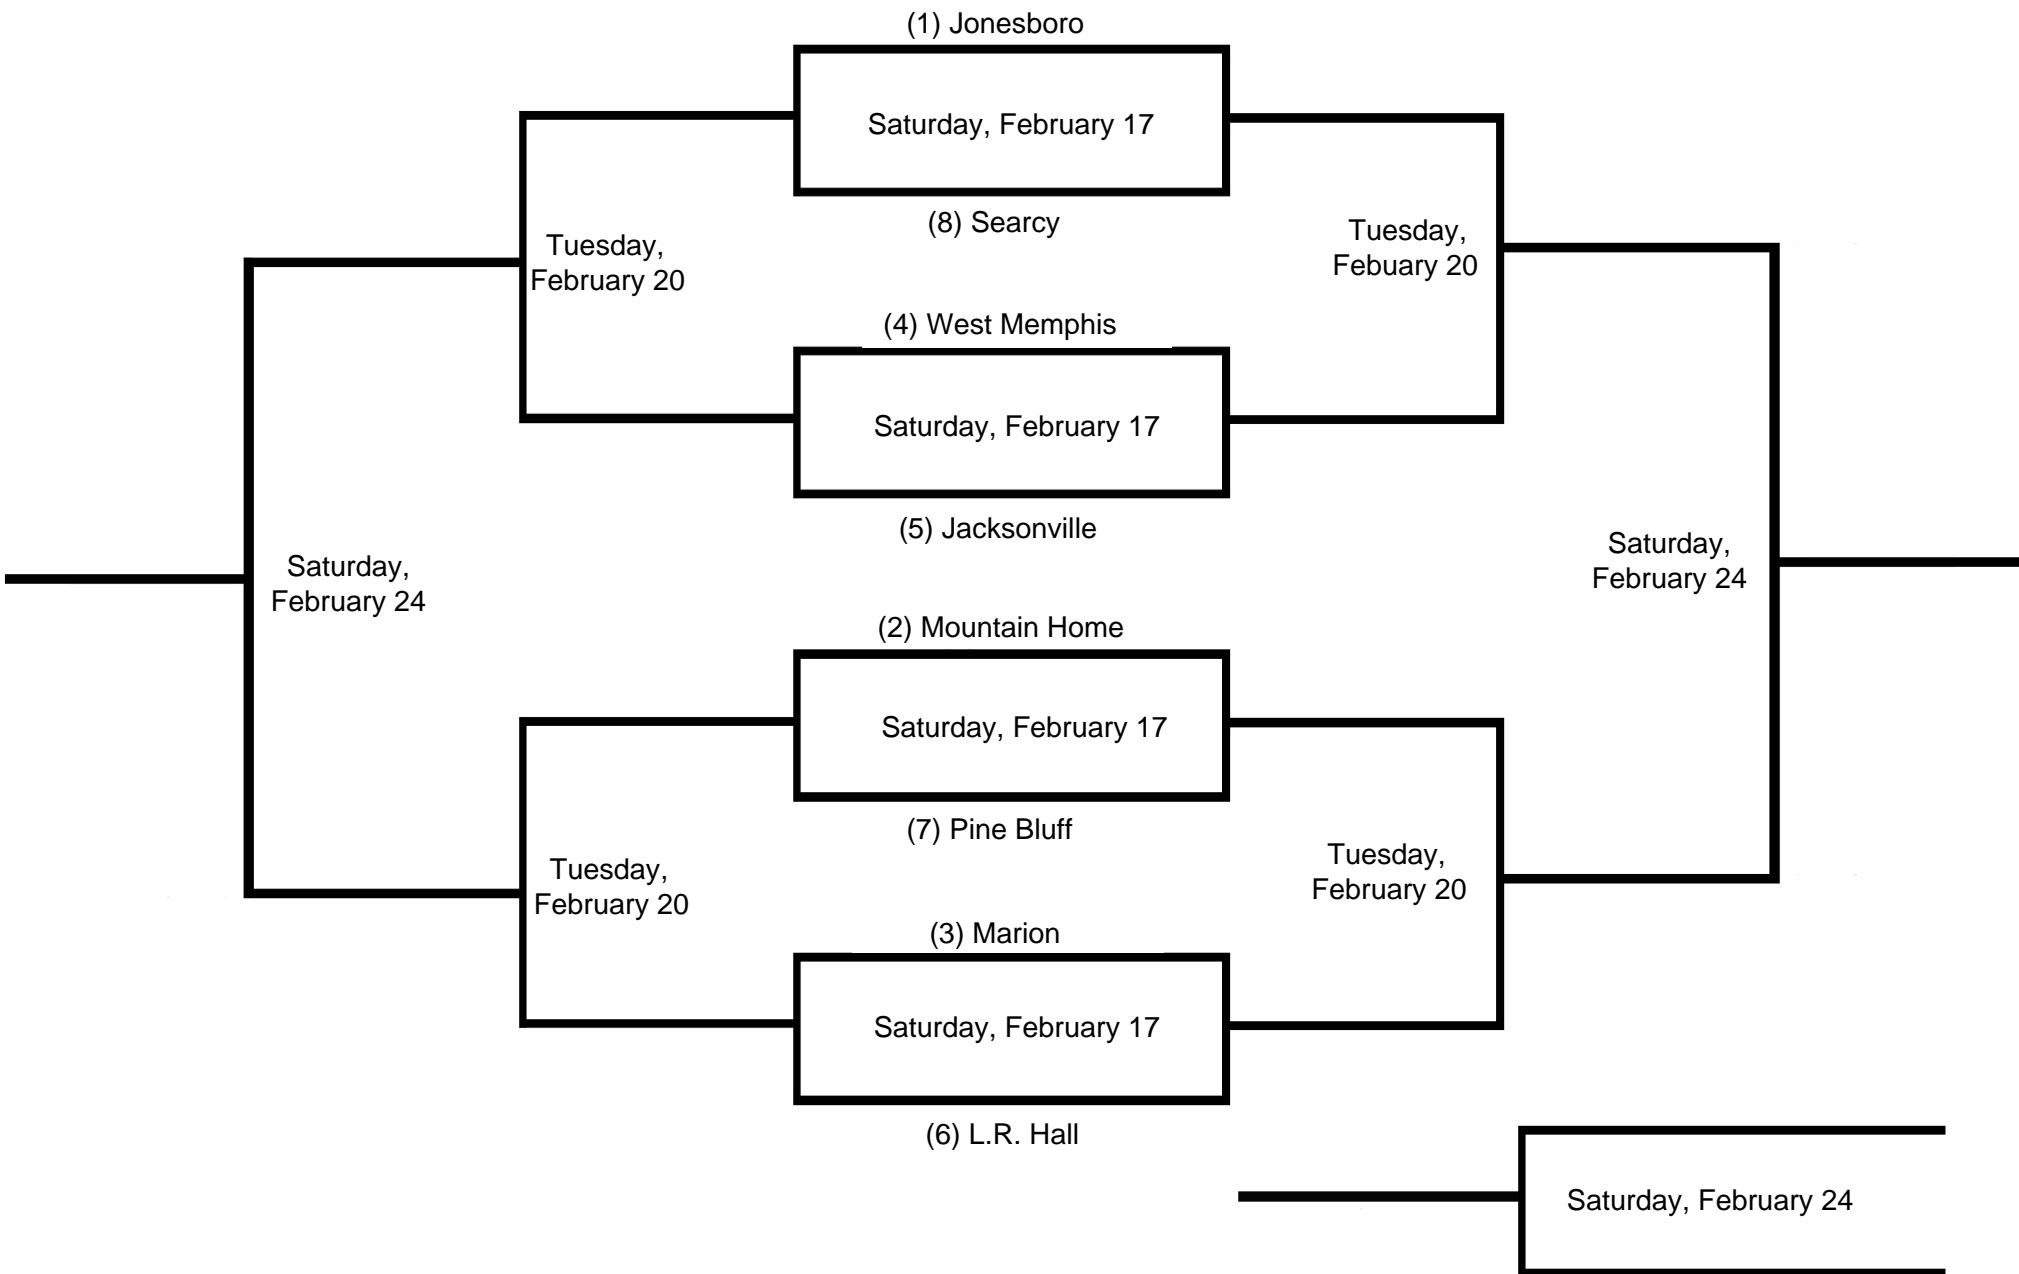 (1) Jonesboro
Saturday, February 17
(8) Searcy
Tuesday,
February 20
Tuesday,
Febuary 20
(4) West Memphis
Saturday, February 17
(5) Jacksonville
Saturday,
February 24
Saturday,
February 24
(2) Mountain Home
Saturday, February 17
(7) Pine Bluff
Tuesday,
February 20
Tuesday,
February 20
(3) Marion
Saturday, February 17
(6) L.R. Hall
Saturday, February 24